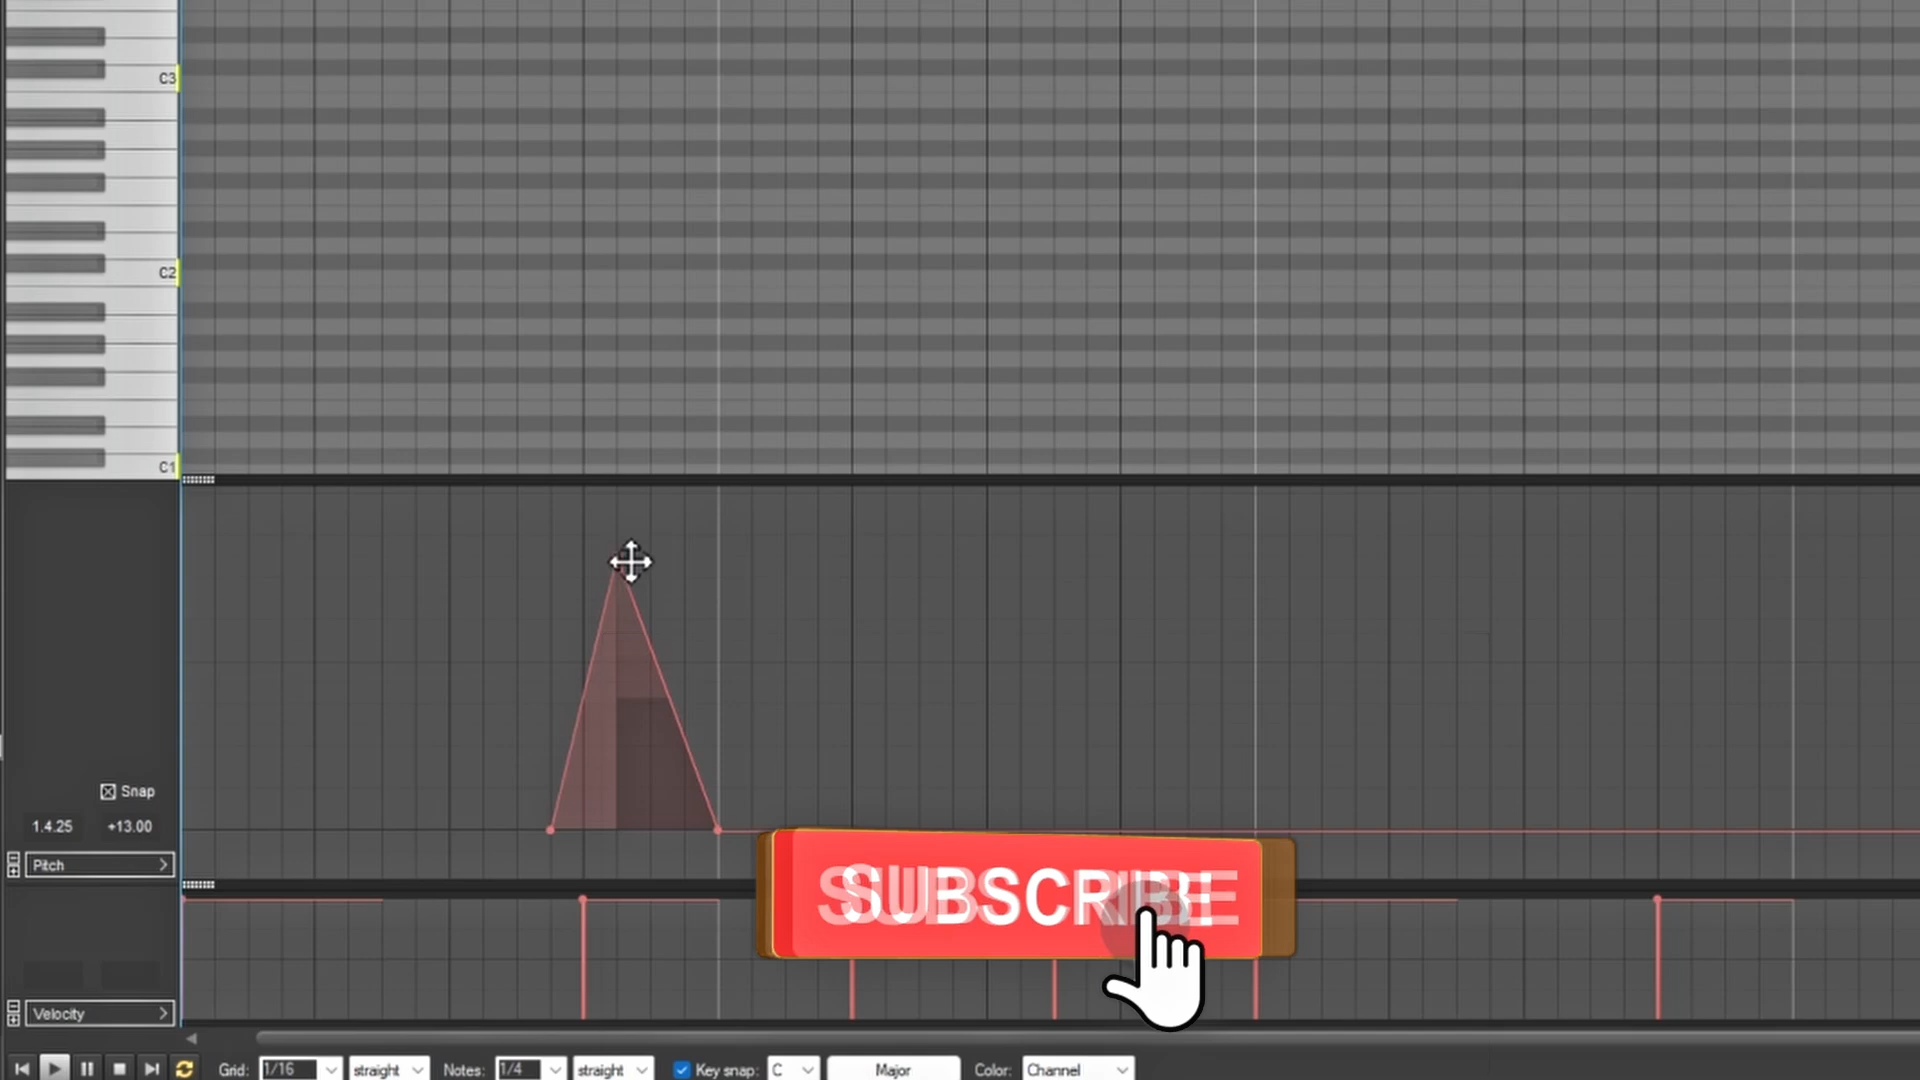 C3
C2
C1
Snap
1.4.25 +13.00
Pitch
SUBSCRIBE
Velocity
Grid: 1/16 straight Notes: 1/4 straight Key snap: C Major Color: Channel